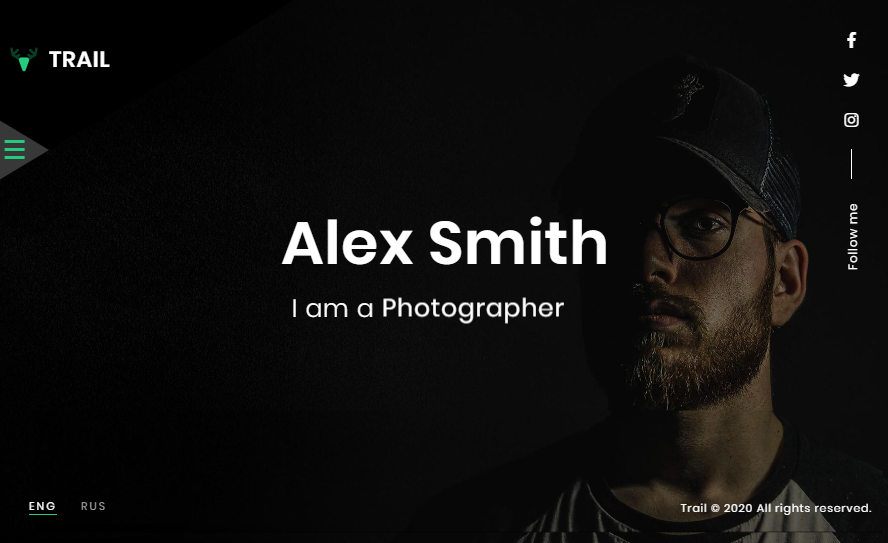 TRAIL
Follow me
Alex Smith
I am a Photographer
ENG RUS
Trail © 2020 All rights reserved.